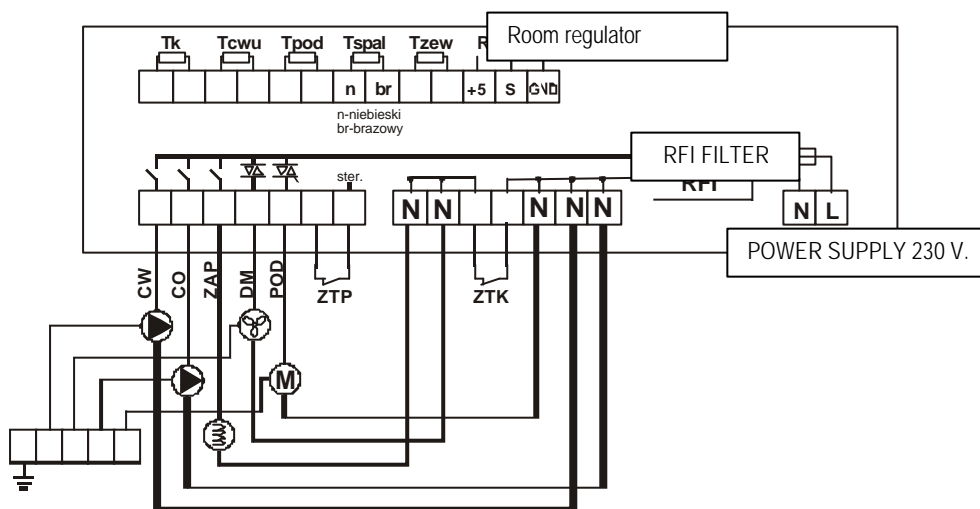 Room regulator
Tk Tcwu Tpod Tspal Tzew R
n br +5 S GND
n-niebieski
br-brazowy
RFI FILTER
RFI
ster.
N N N N N N L
POWER SUPPLY 230 V.
CW CO ZAP DM POD ZTP ZTK
M